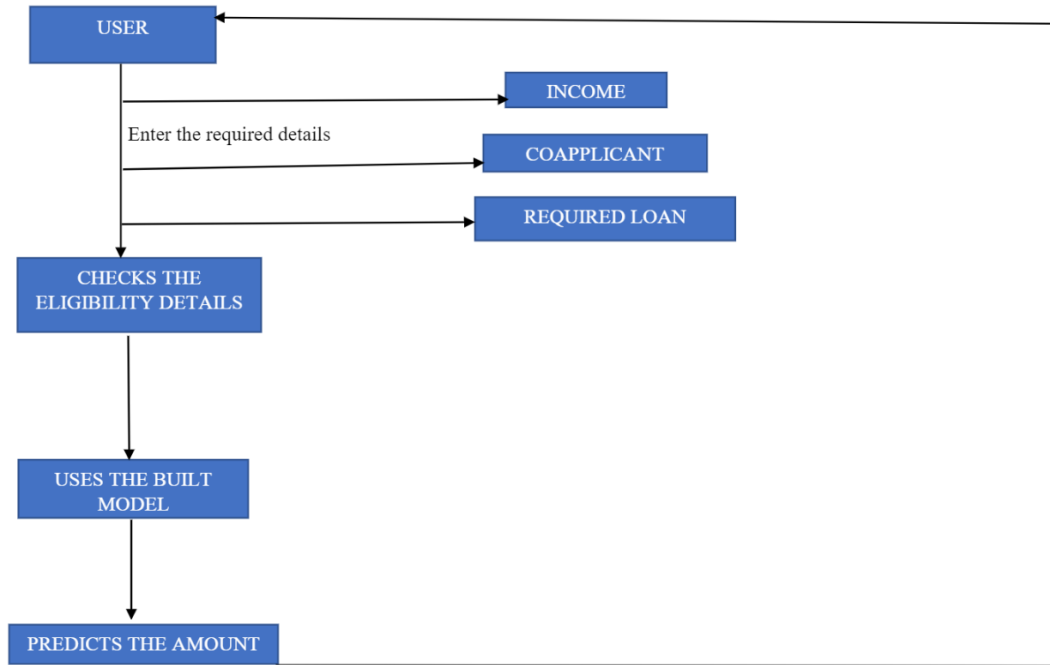 USER
INCOME
Enter the required details
COAPPLICANT
REQUIRED LOAN
CHECKS THE
ELIGIBILITY DETAILS
USES THE BUILT
MODEL
PREDICTS THE AMOUNT